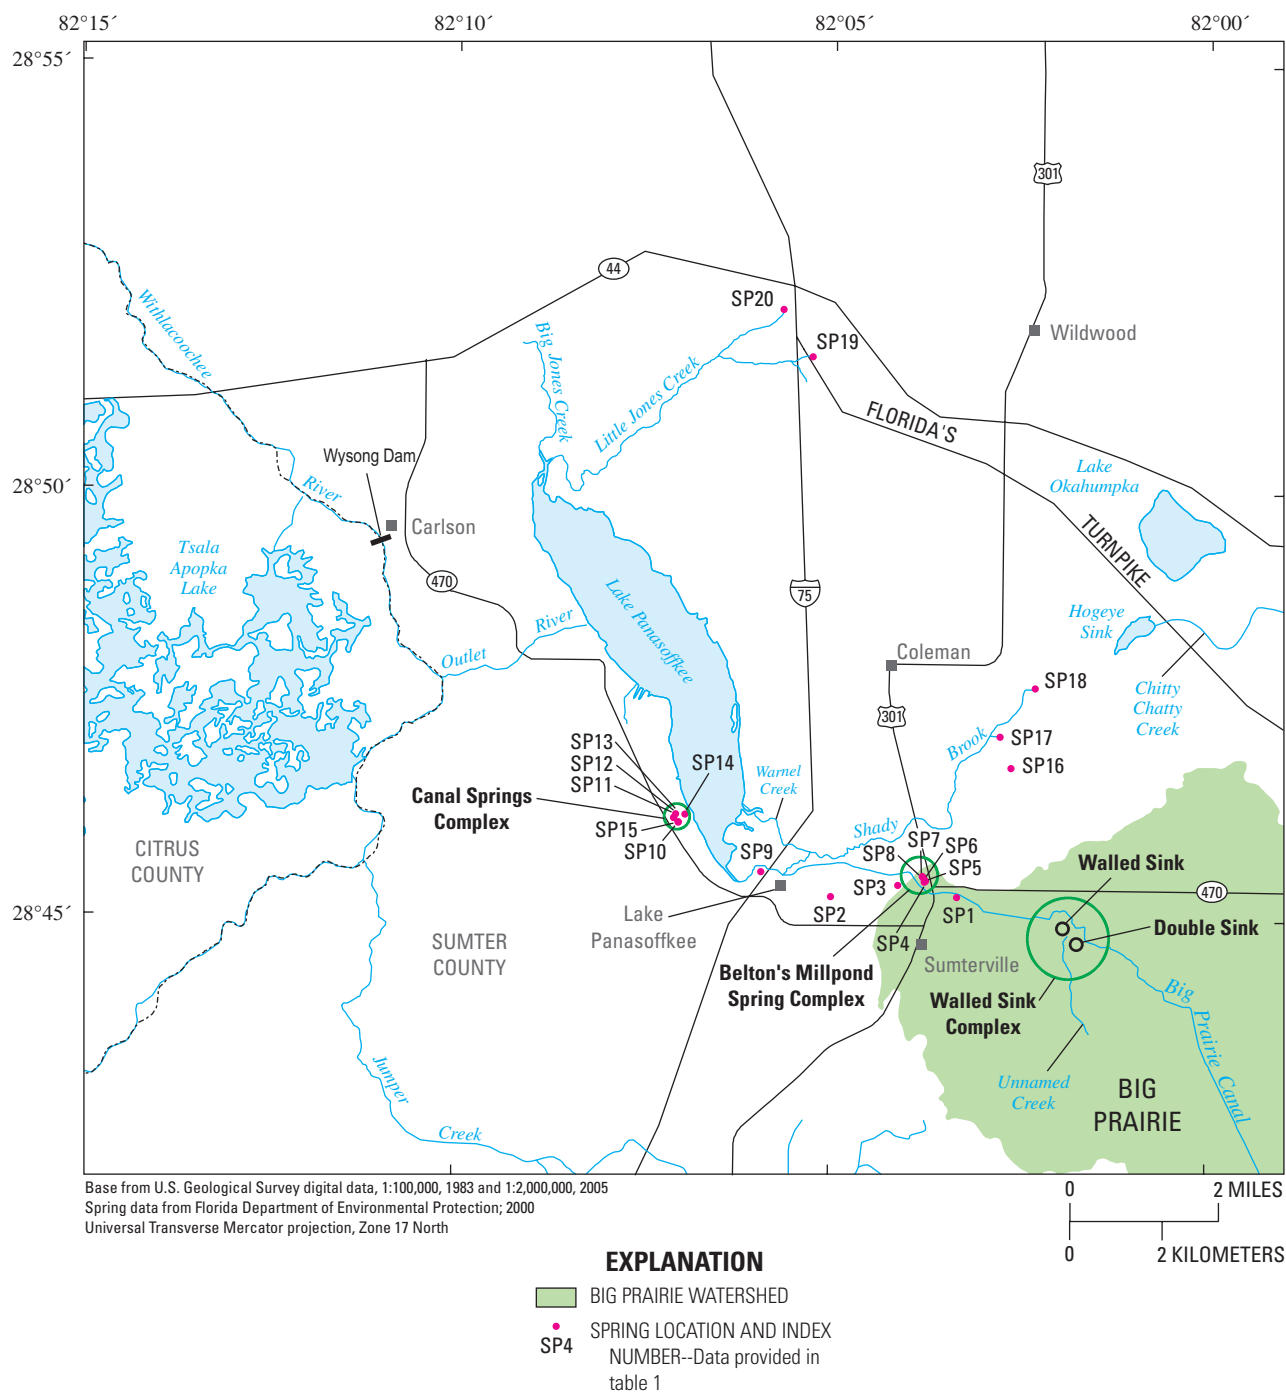 82°15´
82°10´
82°05´
82°00´
28°55´
301
44
SP20
Withlacoochee
Big Jones Creek
SP19
Wildwood
Little Jones Creek
FLORIDA'S
Wysong Dam
Lake
Okahumpka
28°50´
River
Carlson
TURNPIKE
Tsala
Apopka
Lake
470
75
Lake Panasoffkee
River
Hogeye
Sink
Outlet
Coleman
SP18
Chitty
Chatty
Creek
301
SP13
SP12
SP11
SP14
Brook
SP17
SP16
Warnel
Creek
Canal Springs
Complex
SP15
SP10
Shady
SP7
SP6
SP8
SP5
CITRUS
COUNTY
SP9
Walled Sink
SP3
470
28°45´
Lake
Panasoffkee
SP2
SP1
Double Sink
SP4
SUMTER
COUNTY
Sumterville
Belton's Millpond
Spring Complex
Walled Sink
Complex
Big
Prairie Canal
Jumper
Creek
Unnamed
Creek
BIG
PRAIRIE
Base from U.S. Geological Survey digital data, 1:100,000, 1983 and 1:2,000,000, 2005
Spring data from Florida Department of Environmental Protection; 2000
Universal Transverse Mercator projection, Zone 17 North
0 2 MILES
0 2 KILOMETERS
EXPLANATION
BIG PRAIRIE WATERSHED
SP4
SPRING LOCATION AND INDEX
NUMBER--Data provided in
table 1